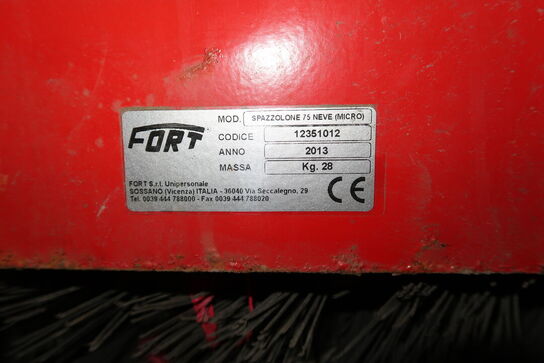 FORT
MOD. SPAZZOLONE 75 NEVE (MICRO)
CODICE 12351012
ANNO 2013
MASSA Kg. 28
FORT S.r.l. Unipersonale
SOSSANO (Vicenza) ITALIA - 36040 Via Seccalegno, 29
Tel. 0039 444 788000 - Fax 0039 444 788020
CE